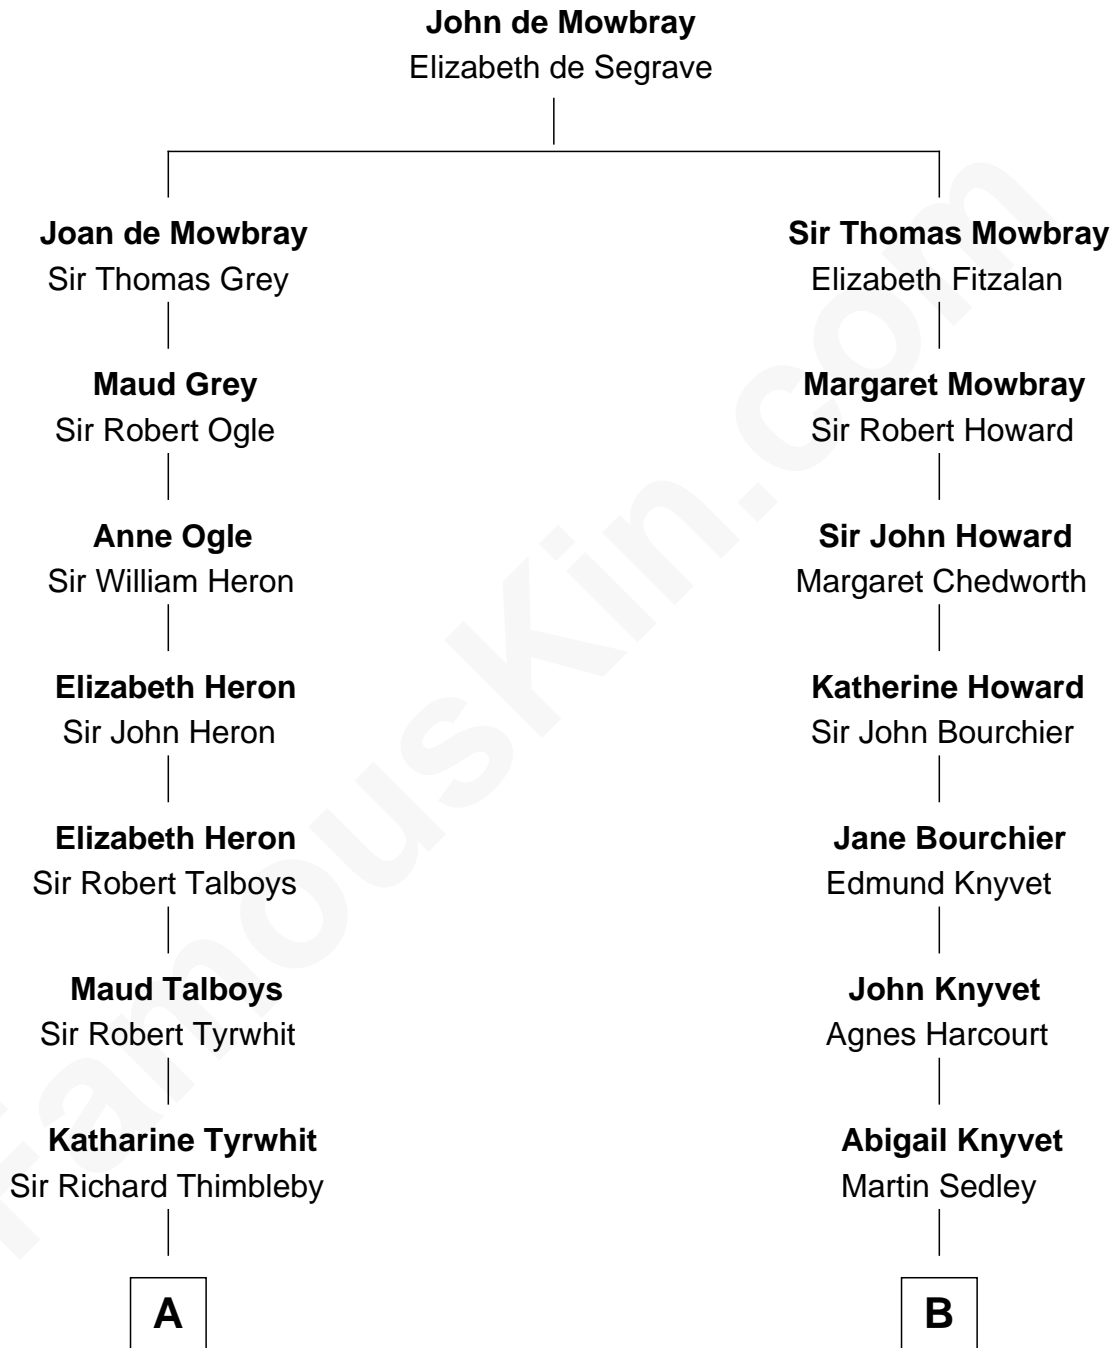 John de Mowbray
Elizabeth de Segrave
Joan de Mowbray
Sir Thomas Grey
Sir Thomas Mowbray
Elizabeth Fitzalan
Maud Grey
Sir Robert Ogle
Margaret Mowbray
Sir Robert Howard
Anne Ogle
Sir William Heron
Sir John Howard
Margaret Chedworth
Elizabeth Heron
Sir John Heron
Katherine Howard
Sir John Bourchier
Elizabeth Heron
Sir Robert Talboys
Jane Bourchier
Edmund Knyvet
Maud Talboys
Sir Robert Tyrwhit
John Knyvet
Agnes Harcourt
Katharine Tyrwhit
Sir Richard Thimbleby
Abigail Knyvet
Martin Sedley
A
B
FamousKin.com